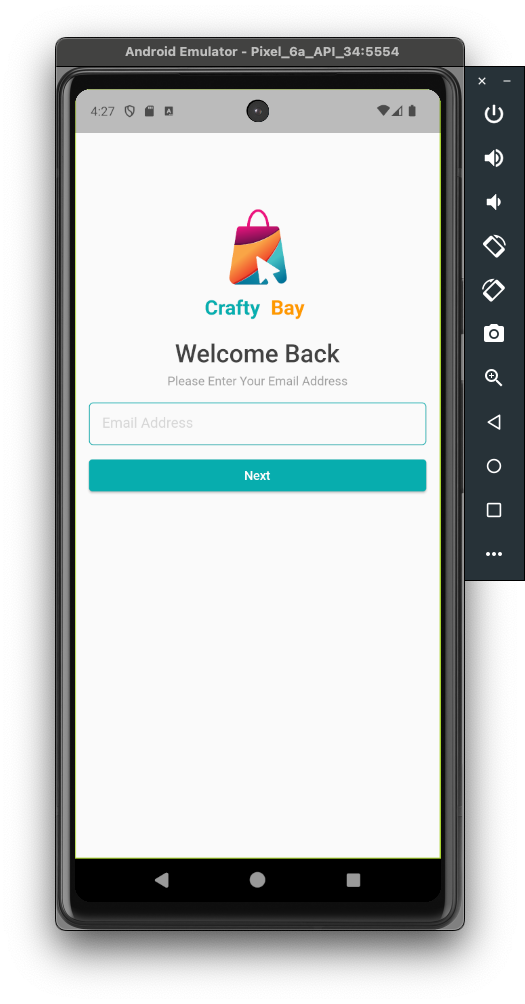 Android Emulator - Pixel_6a_API_34:5554
4:27
Crafty Bay
Welcome Back
Please Enter Your Email Address
Email Address
Next